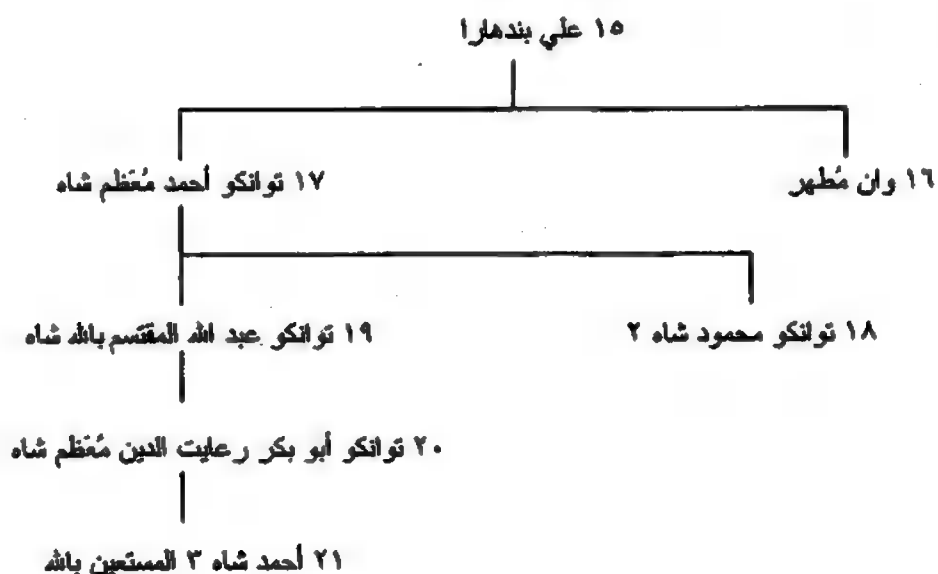 ١٥ علي بندهارا
١٦ وان مُطهر
١٧ توانكو أحمد مُعَظم شاه
١٨ توانكو محمود شاه ٢
١٩ توانكو عبد الله المقتسم بالله شاه
٢٠ توانكو أبو بكر رعايت الدين مُعَظم شاه
٢١ أحمد شاه ٣ المستعين بالله